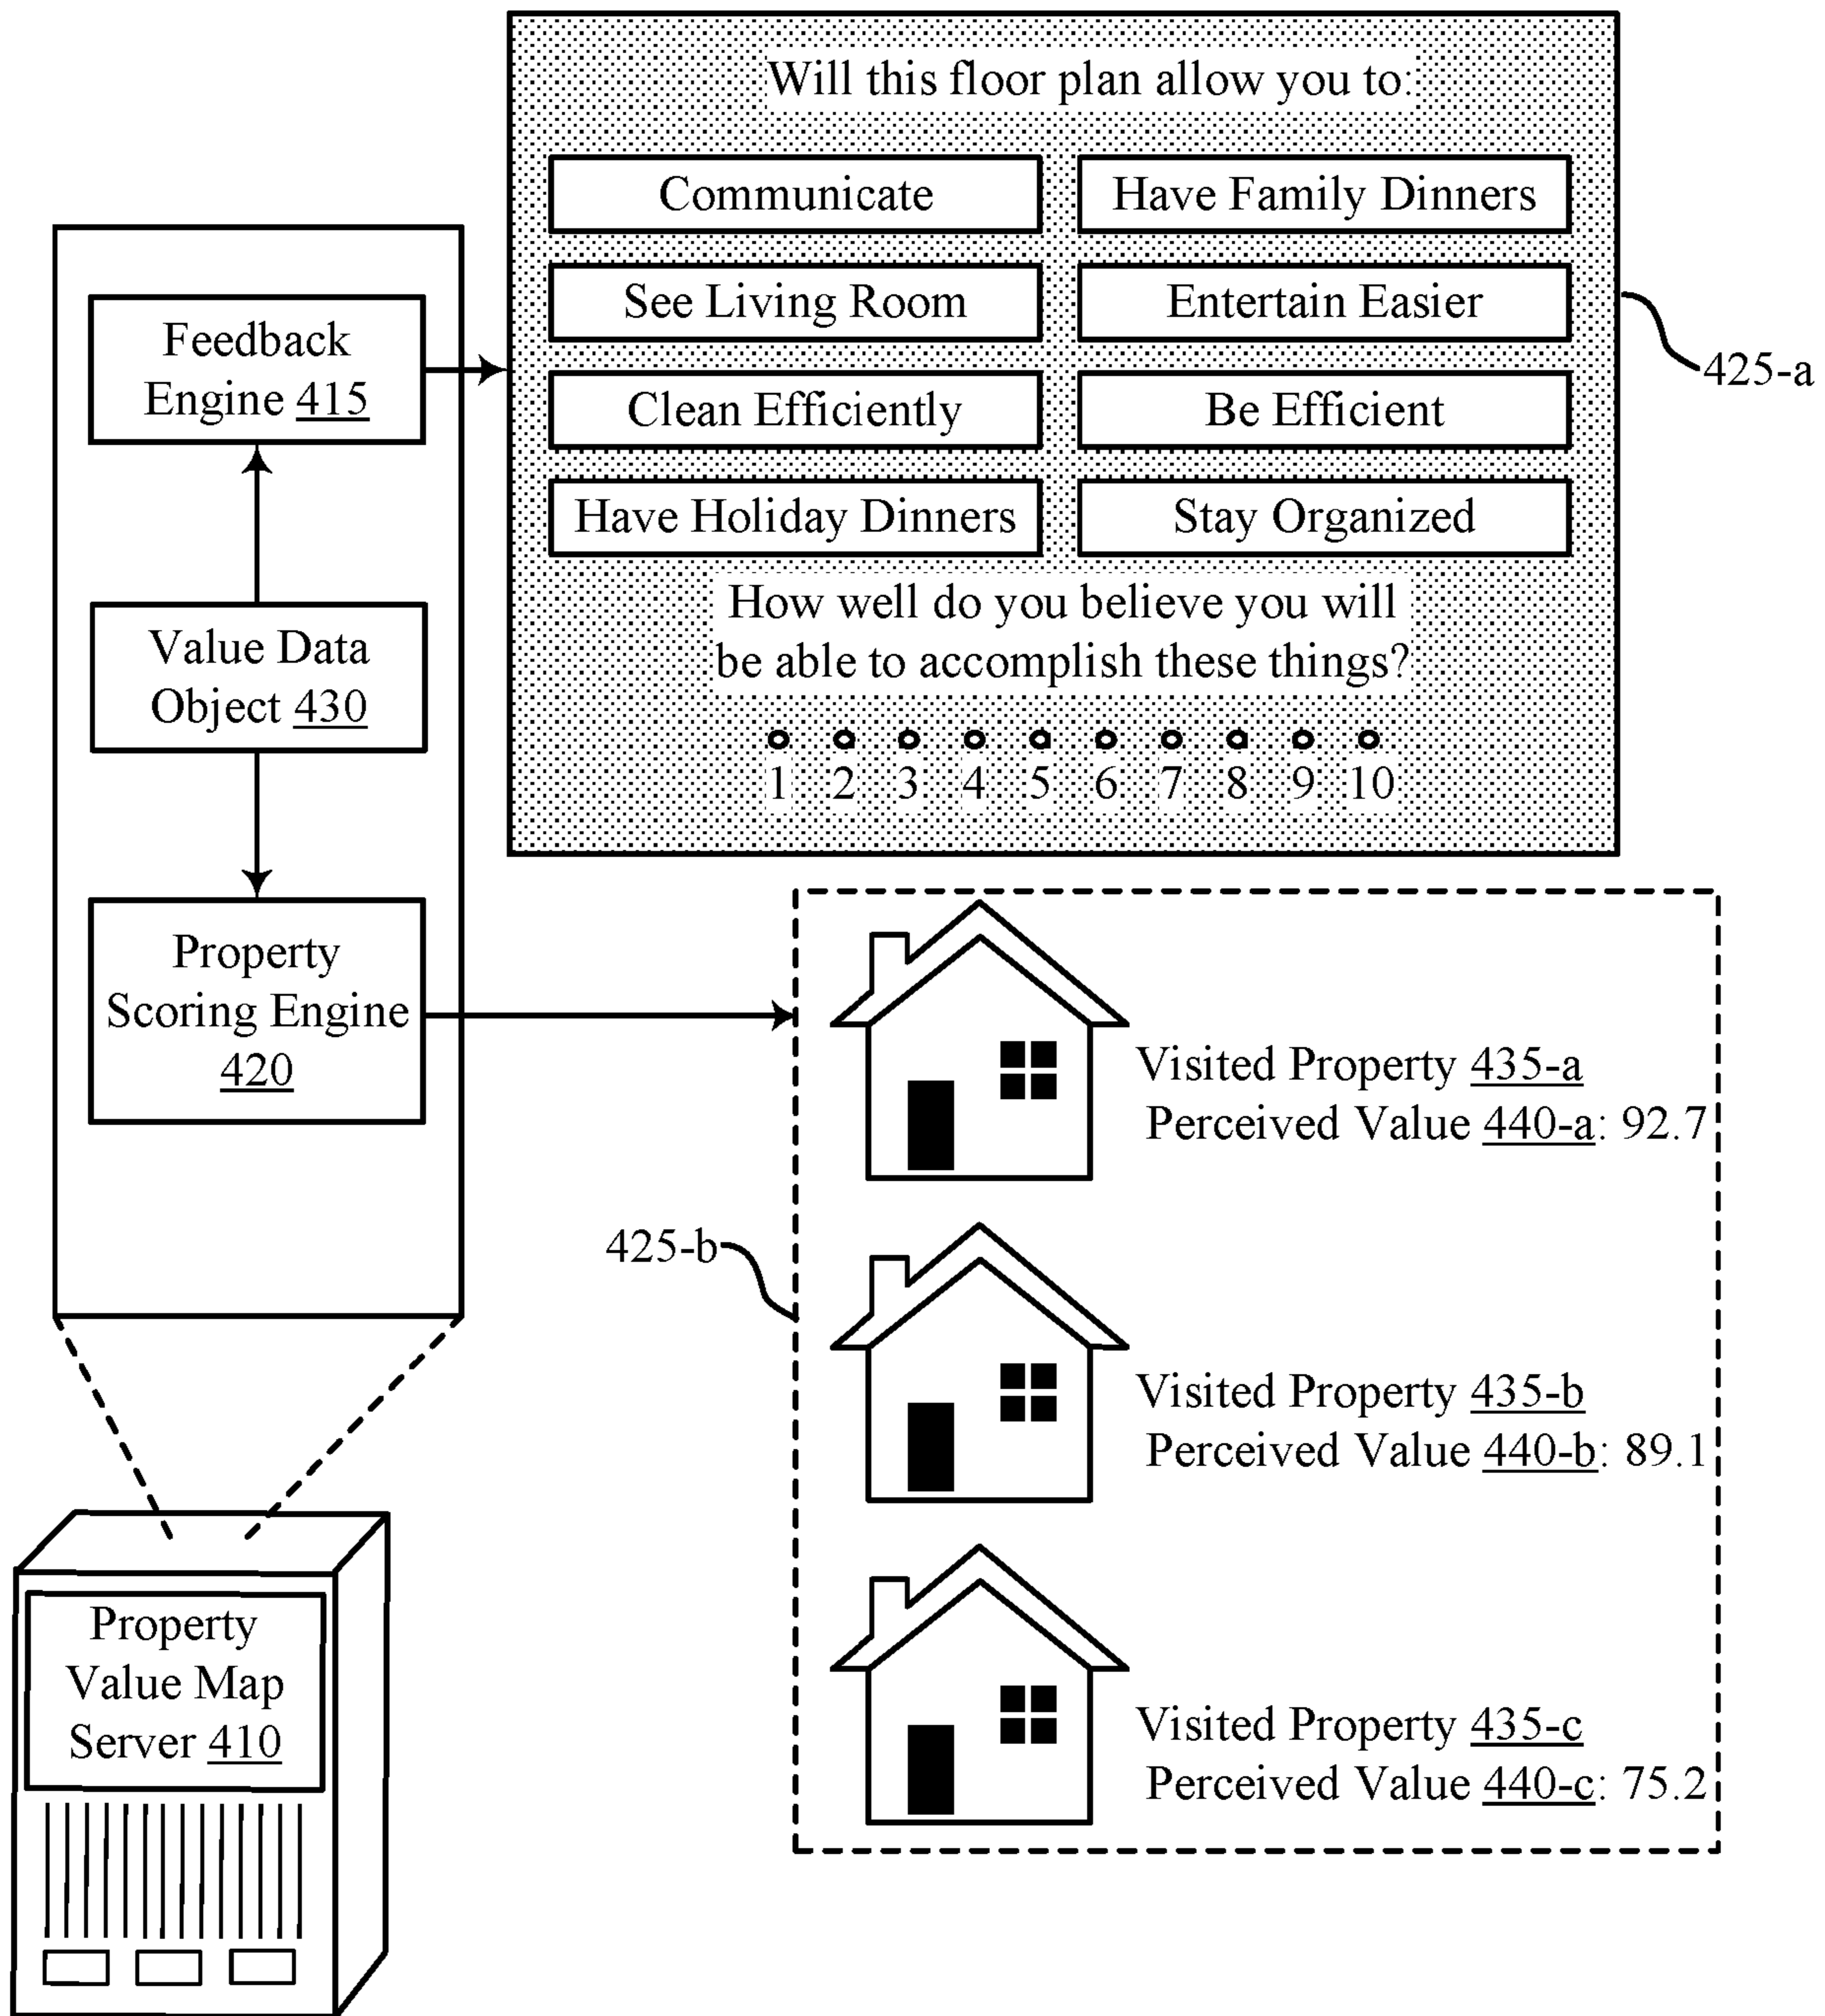 Will this floor plan allow you to:
Communicate
Have Family Dinners
See Living Room
Entertain Easier
Clean Efficiently
Be Efficient
Have Holiday Dinners
Stay Organized
How well do you believe you will
be able to accomplish these things?
1 2 3 4 5 6 7 8 9 10
425-a
Feedback
Engine 415
Value Data
Object 430
Property
Scoring Engine
420
Visited Property 435-a
Perceived Value 440-a: 92.7
425-b
Visited Property 435-b
Perceived Value 440-b: 89.1
Visited Property 435-c
Perceived Value 440-c: 75.2
Property
Value Map
Server 410